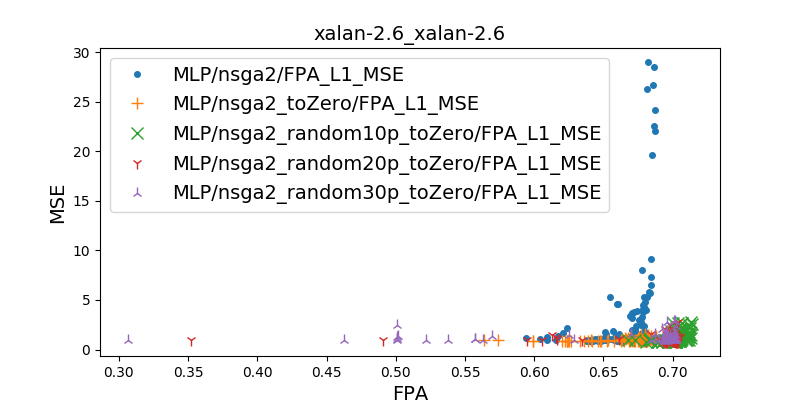 xalan-2.6_xalan-2.6
MLP/nsga2/FPA_L1_MSE
MLP/nsga2_toZero/FPA_L1_MSE
MLP/nsga2_random10p_toZero/FPA_L1_MSE
MLP/nsga2_random20p_toZero/FPA_L1_MSE
MLP/nsga2_random30p_toZero/FPA_L1_MSE
MSE
30
25
20
15
10
5
0
0.30 0.35 0.40 0.45 0.50 0.55 0.60 0.65 0.70
FPA